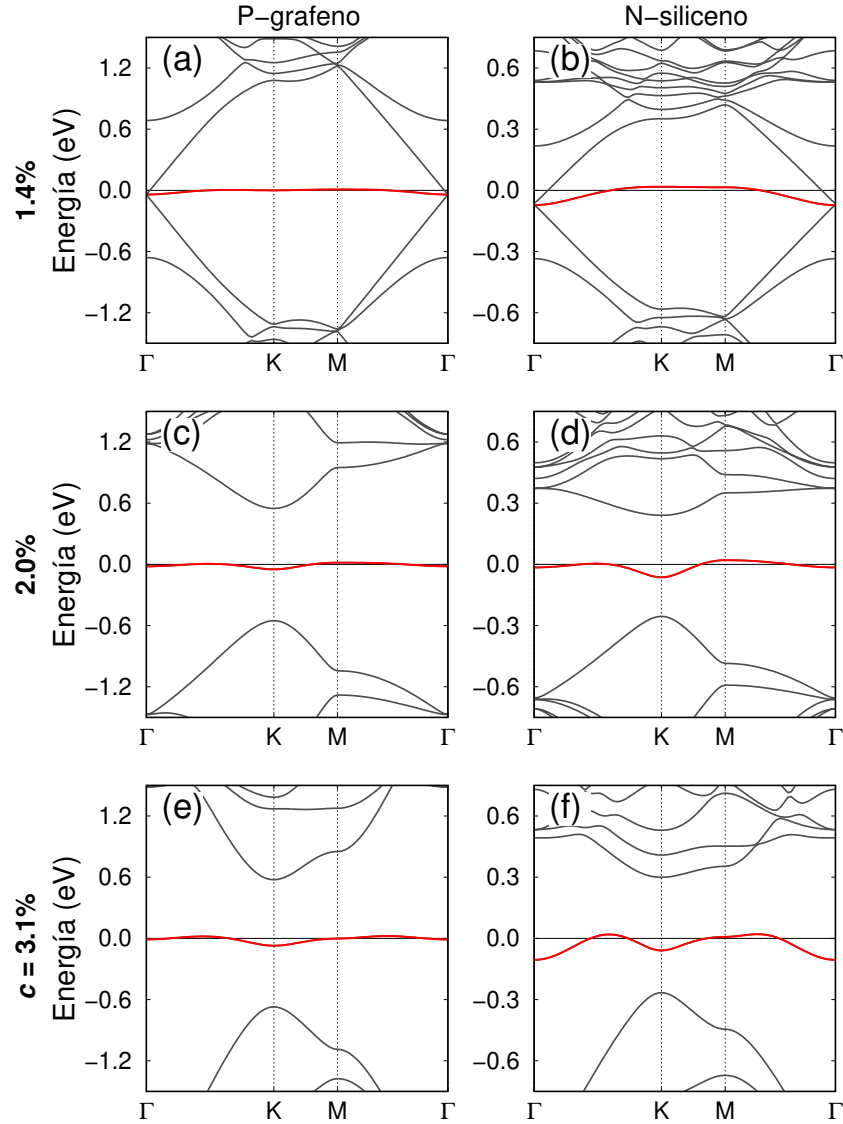 P−grafeno
N−siliceno
1.4%
Energía (eV)
(a)
1.2
0.6
0.0
−0.6
−1.2
Γ K M Γ
(b)
0.6
0.3
0.0
−0.3
−0.6
Γ K M Γ
2.0%
Energía (eV)
(c)
1.2
0.6
0.0
−0.6
−1.2
Γ K M Γ
(d)
0.6
0.3
0.0
−0.3
−0.6
Γ K M Γ
c = 3.1%
Energía (eV)
(e)
1.2
0.6
0.0
−0.6
−1.2
Γ K M Γ
(f)
0.6
0.3
0.0
−0.3
−0.6
Γ K M Γ